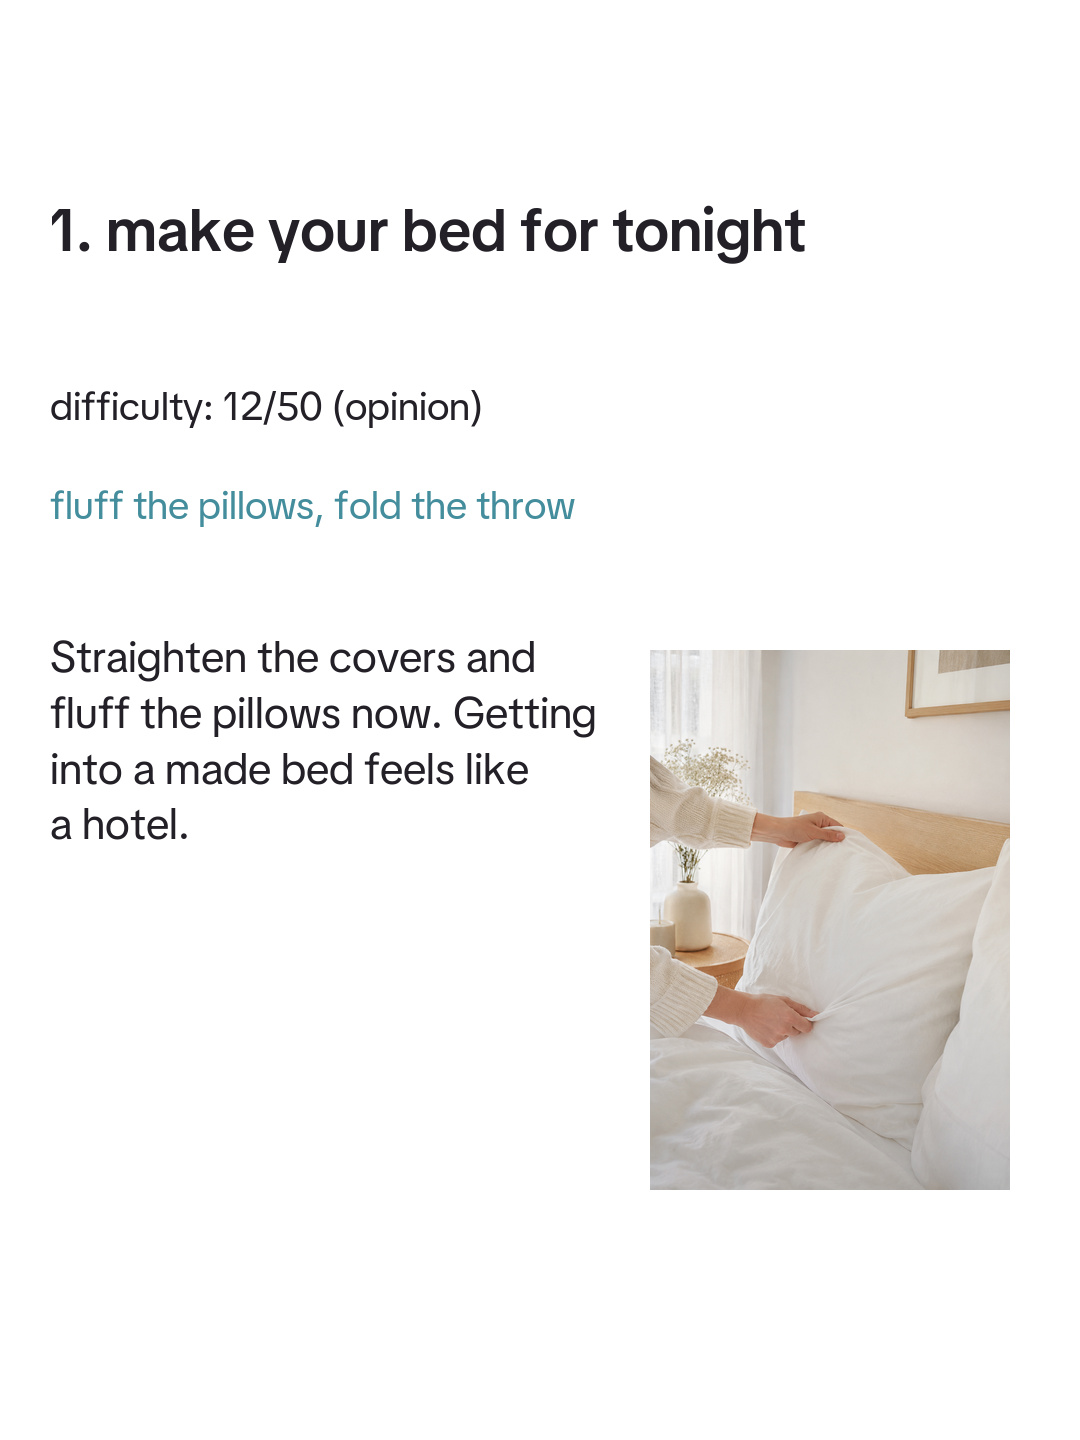 1. make your bed for tonight
difficulty: 12/50 (opinion)
fluff the pillows, fold the throw
Straighten the covers and
fluff the pillows now. Getting
into a made bed feels like
a hotel.